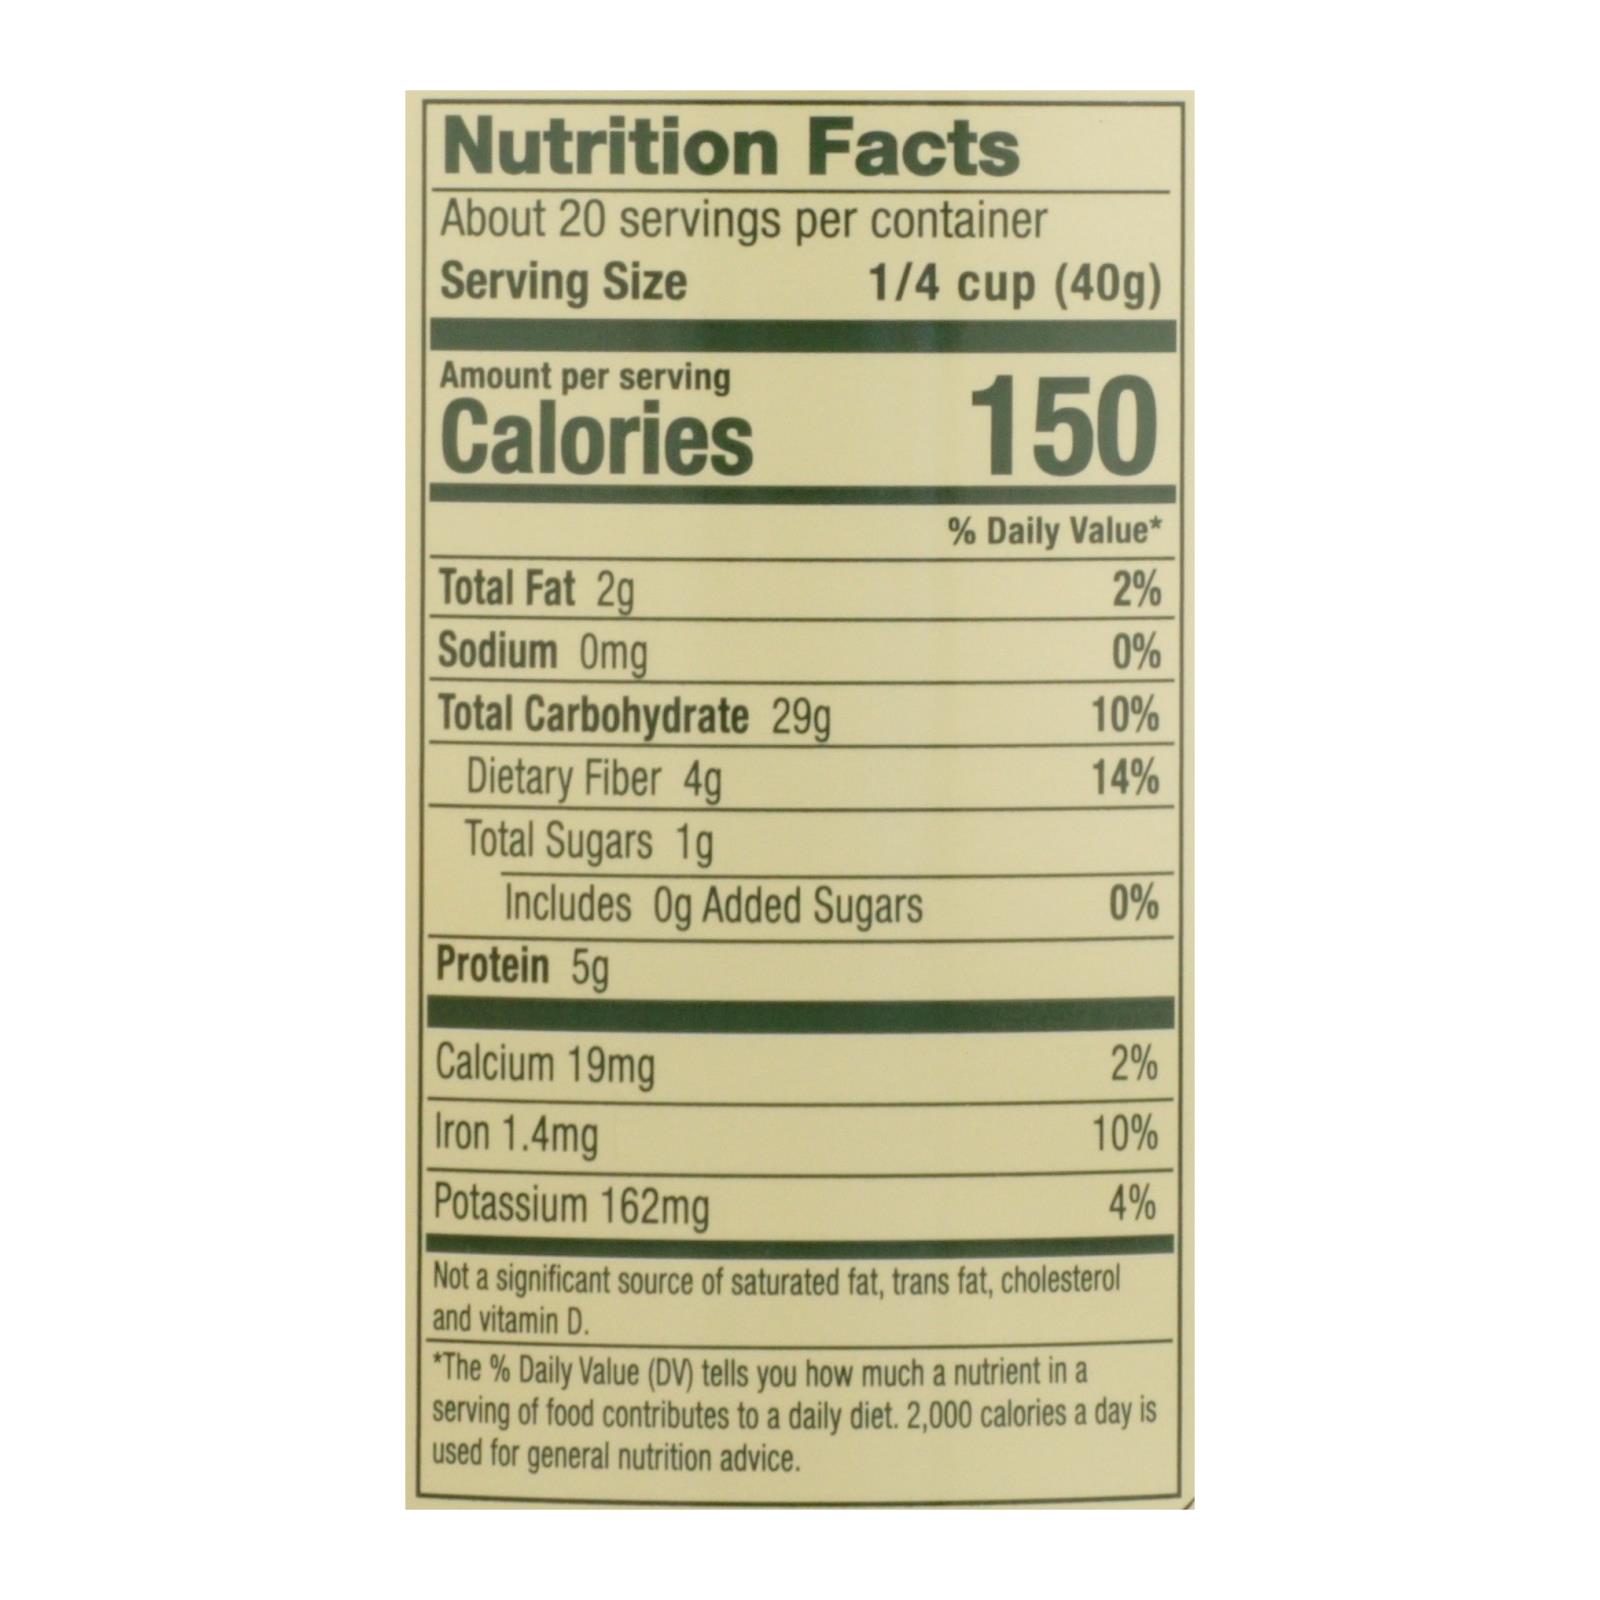 Nutrition Facts
About 20 servings per container
Serving Size 1/4 cup (40g)
Amount per serving
Calories 150
% Daily Value*
Total Fat 2g 2%
Sodium 0mg 0%
Total Carbohydrate 29g 10%
Dietary Fiber 4g 14%
Total Sugars 1g
Includes 0g Added Sugars 0%
Protein 5g
Calcium 19mg 2%
Iron 1.4mg 10%
Potassium 162mg 4%
Not a significant source of saturated fat, trans fat, cholesterol
and vitamin D.
*The % Daily Value (DV) tells you how much a nutrient in a
serving of food contributes to a daily diet. 2,000 calories a day is
used for general nutrition advice.